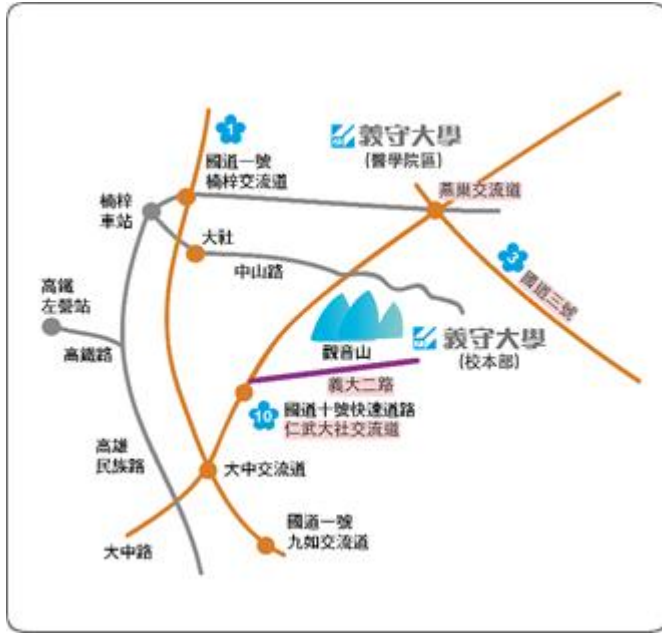 1
國道一號
楠梓交流道
義守大學
(醫學院區)
燕巢交流道
楠梓
車站
大社
中山路
3
國道三號
高鐵
左營站
高鐵路
觀音山
義守大學
(校本部)
義大二路
10
國道十號快速道路
仁武大社交流道
高雄
民族路
大中交流道
國道一號
九如交流道
大中路